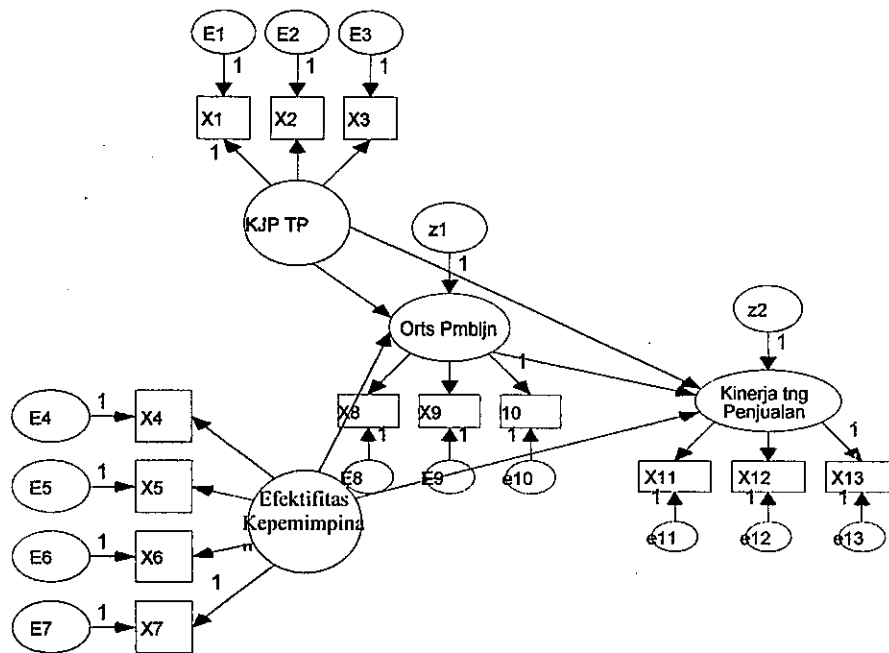 E1 E2 E3
1 1 1
X1 X2 X3
1
KJP TP
z1
1
z2
1
Orts Pmbljn
1
Kinerja tng
Penjualan
1
E4 1 X4
X8 X9 10
1 1 1
E8 E9 e10
X11 X12 X13
1 1 1
e11 e12 e13
E5 1 X5
Efektifitas
Kepemimpina
n
E6 1 X6
1
E7 1 X7